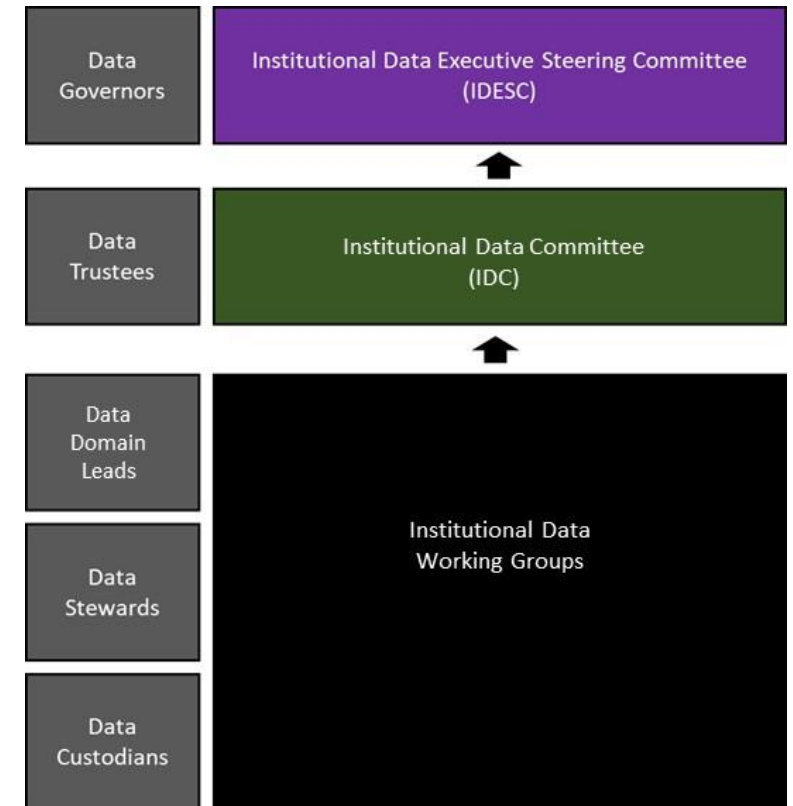 Data
Governors
Institutional Data Executive Steering Committee
(IDESC)
Data
Trustees
Institutional Data Committee
(IDC)
Data
Domain
Leads
Institutional Data
Working Groups
Data
Stewards
Data
Custodians